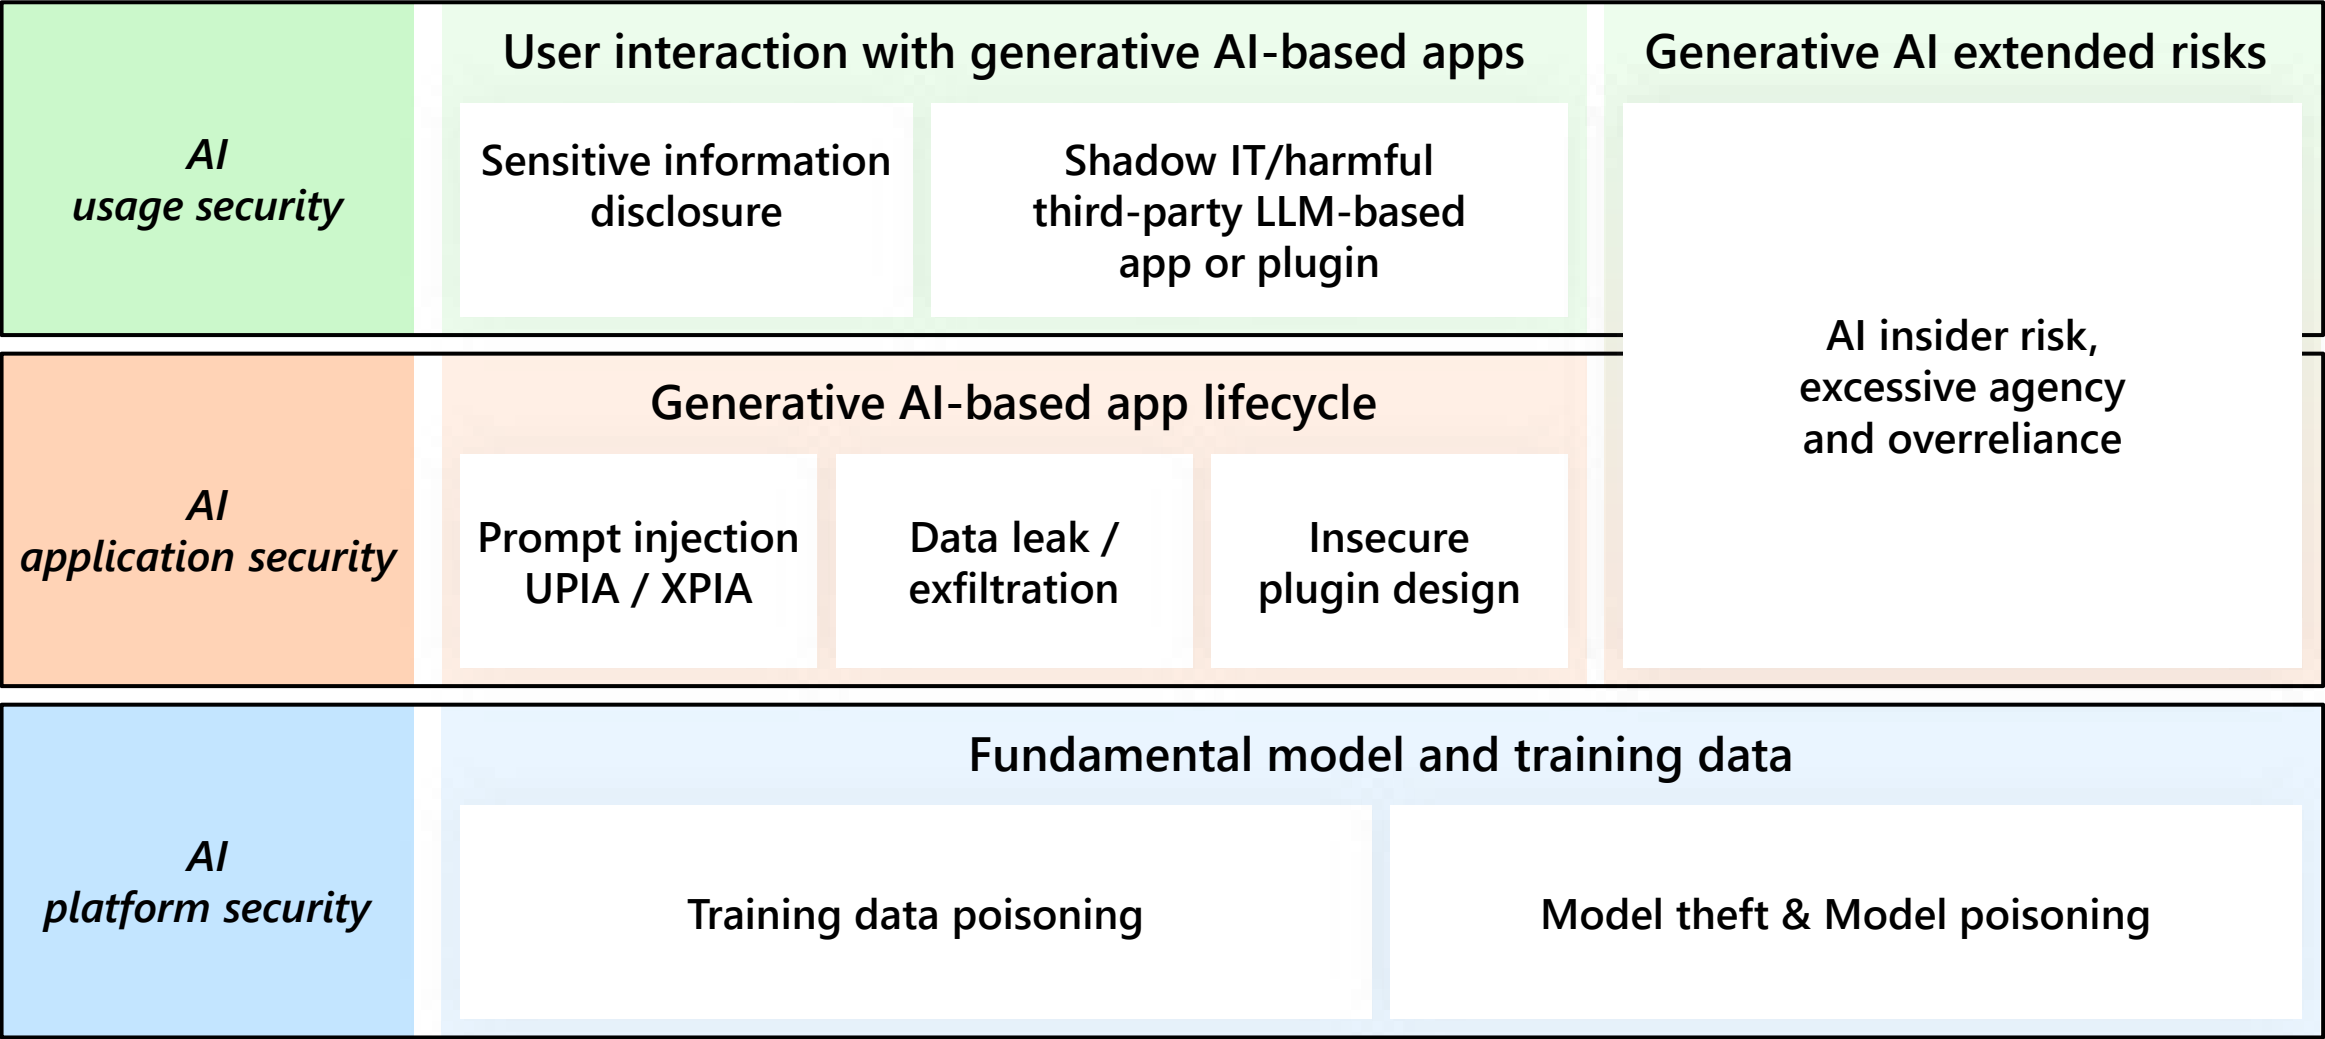 AI
usage security
User interaction with generative AI-based apps
Sensitive information
disclosure
Shadow IT/harmful
third-party LLM-based
app or plugin
Generative AI extended risks
AI insider risk,
excessive agency
and overreliance
AI
application security
Generative AI-based app lifecycle
Prompt injection
UPIA / XPIA
Data leak /
exfiltration
Insecure
plugin design
AI
platform security
Fundamental model and training data
Training data poisoning
Model theft & Model poisoning